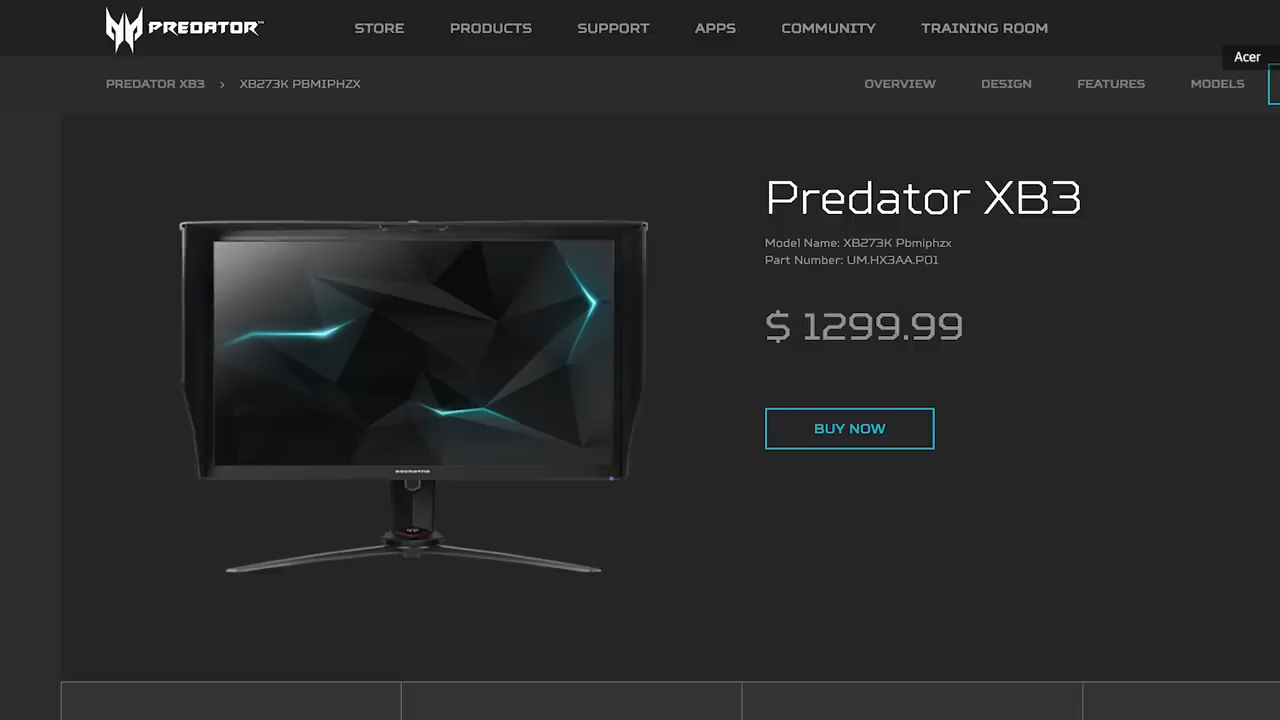 PREDATOR
STORE PRODUCTS SUPPORT APPS COMMUNITY TRAINING ROOM
Acer
PREDATOR XB3 › XB273K PBMIPHZX
OVERVIEW DESIGN FEATURES MODELS
Predator XB3
Model Name: XB273K Pbmiphzx
Part Number: UM.HX3AA.P01
$ 1299.99
BUY NOW
PREDATOR